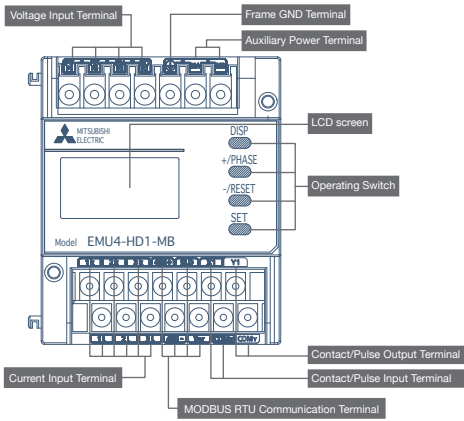 Voltage Input Terminal
Frame GND Terminal
Auxiliary Power Terminal
MITSUBISHI
ELECTRIC
DISP
LCD screen
+/PHASE
Operating Switch
-/RESET
SET
Model EMU4-HD1-MB
Y1
COMY
Contact/Pulse Output Terminal
Current Input Terminal
Contact/Pulse Input Terminal
MODBUS RTU Communication Terminal